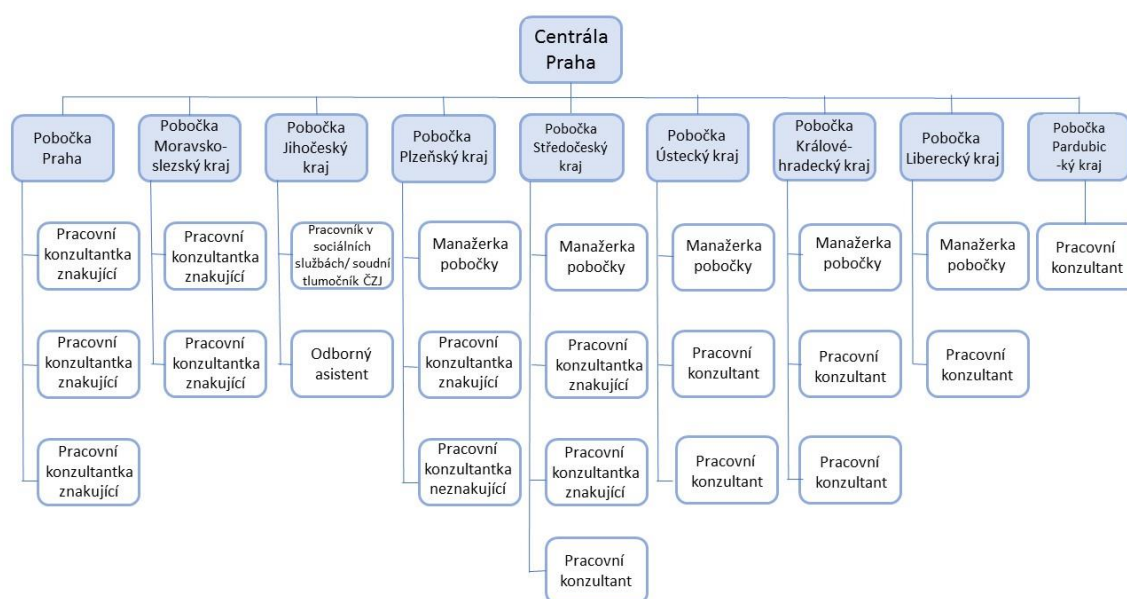 Centrála
Praha
Pobočka
Praha
Pobočka
Moravsko-
slezský kraj
Pobočka
Jihočeský
kraj
Pobočka
Plzeňský kraj
Pobočka
Středočeský
kraj
Pobočka
Ústecký kraj
Pobočka
Králové-
hradecký kraj
Pobočka
Liberecký kraj
Pobočka
Pardubic
-ký kraj
Pracovní
konzultantka
znakující
Pracovní
konzultantka
znakující
Pracovník v
sociálních
službách/ soudní
tlumočník ČZJ
Manažerka
pobočky
Manažerka
pobočky
Manažerka
pobočky
Manažerka
pobočky
Manažerka
pobočky
Pracovní
konzultant
Pracovní
konzultantka
znakující
Pracovní
konzultantka
znakující
Odborný
asistent
Pracovní
konzultantka
znakující
Pracovní
konzultantka
znakující
Pracovní
konzultant
Pracovní
konzultant
Pracovní
konzultant
Pracovní
konzultantka
znakující
Pracovní
konzultantka
neznakující
Pracovní
konzultantka
znakující
Pracovní
konzultant
Pracovní
konzultant
Pracovní
konzultant